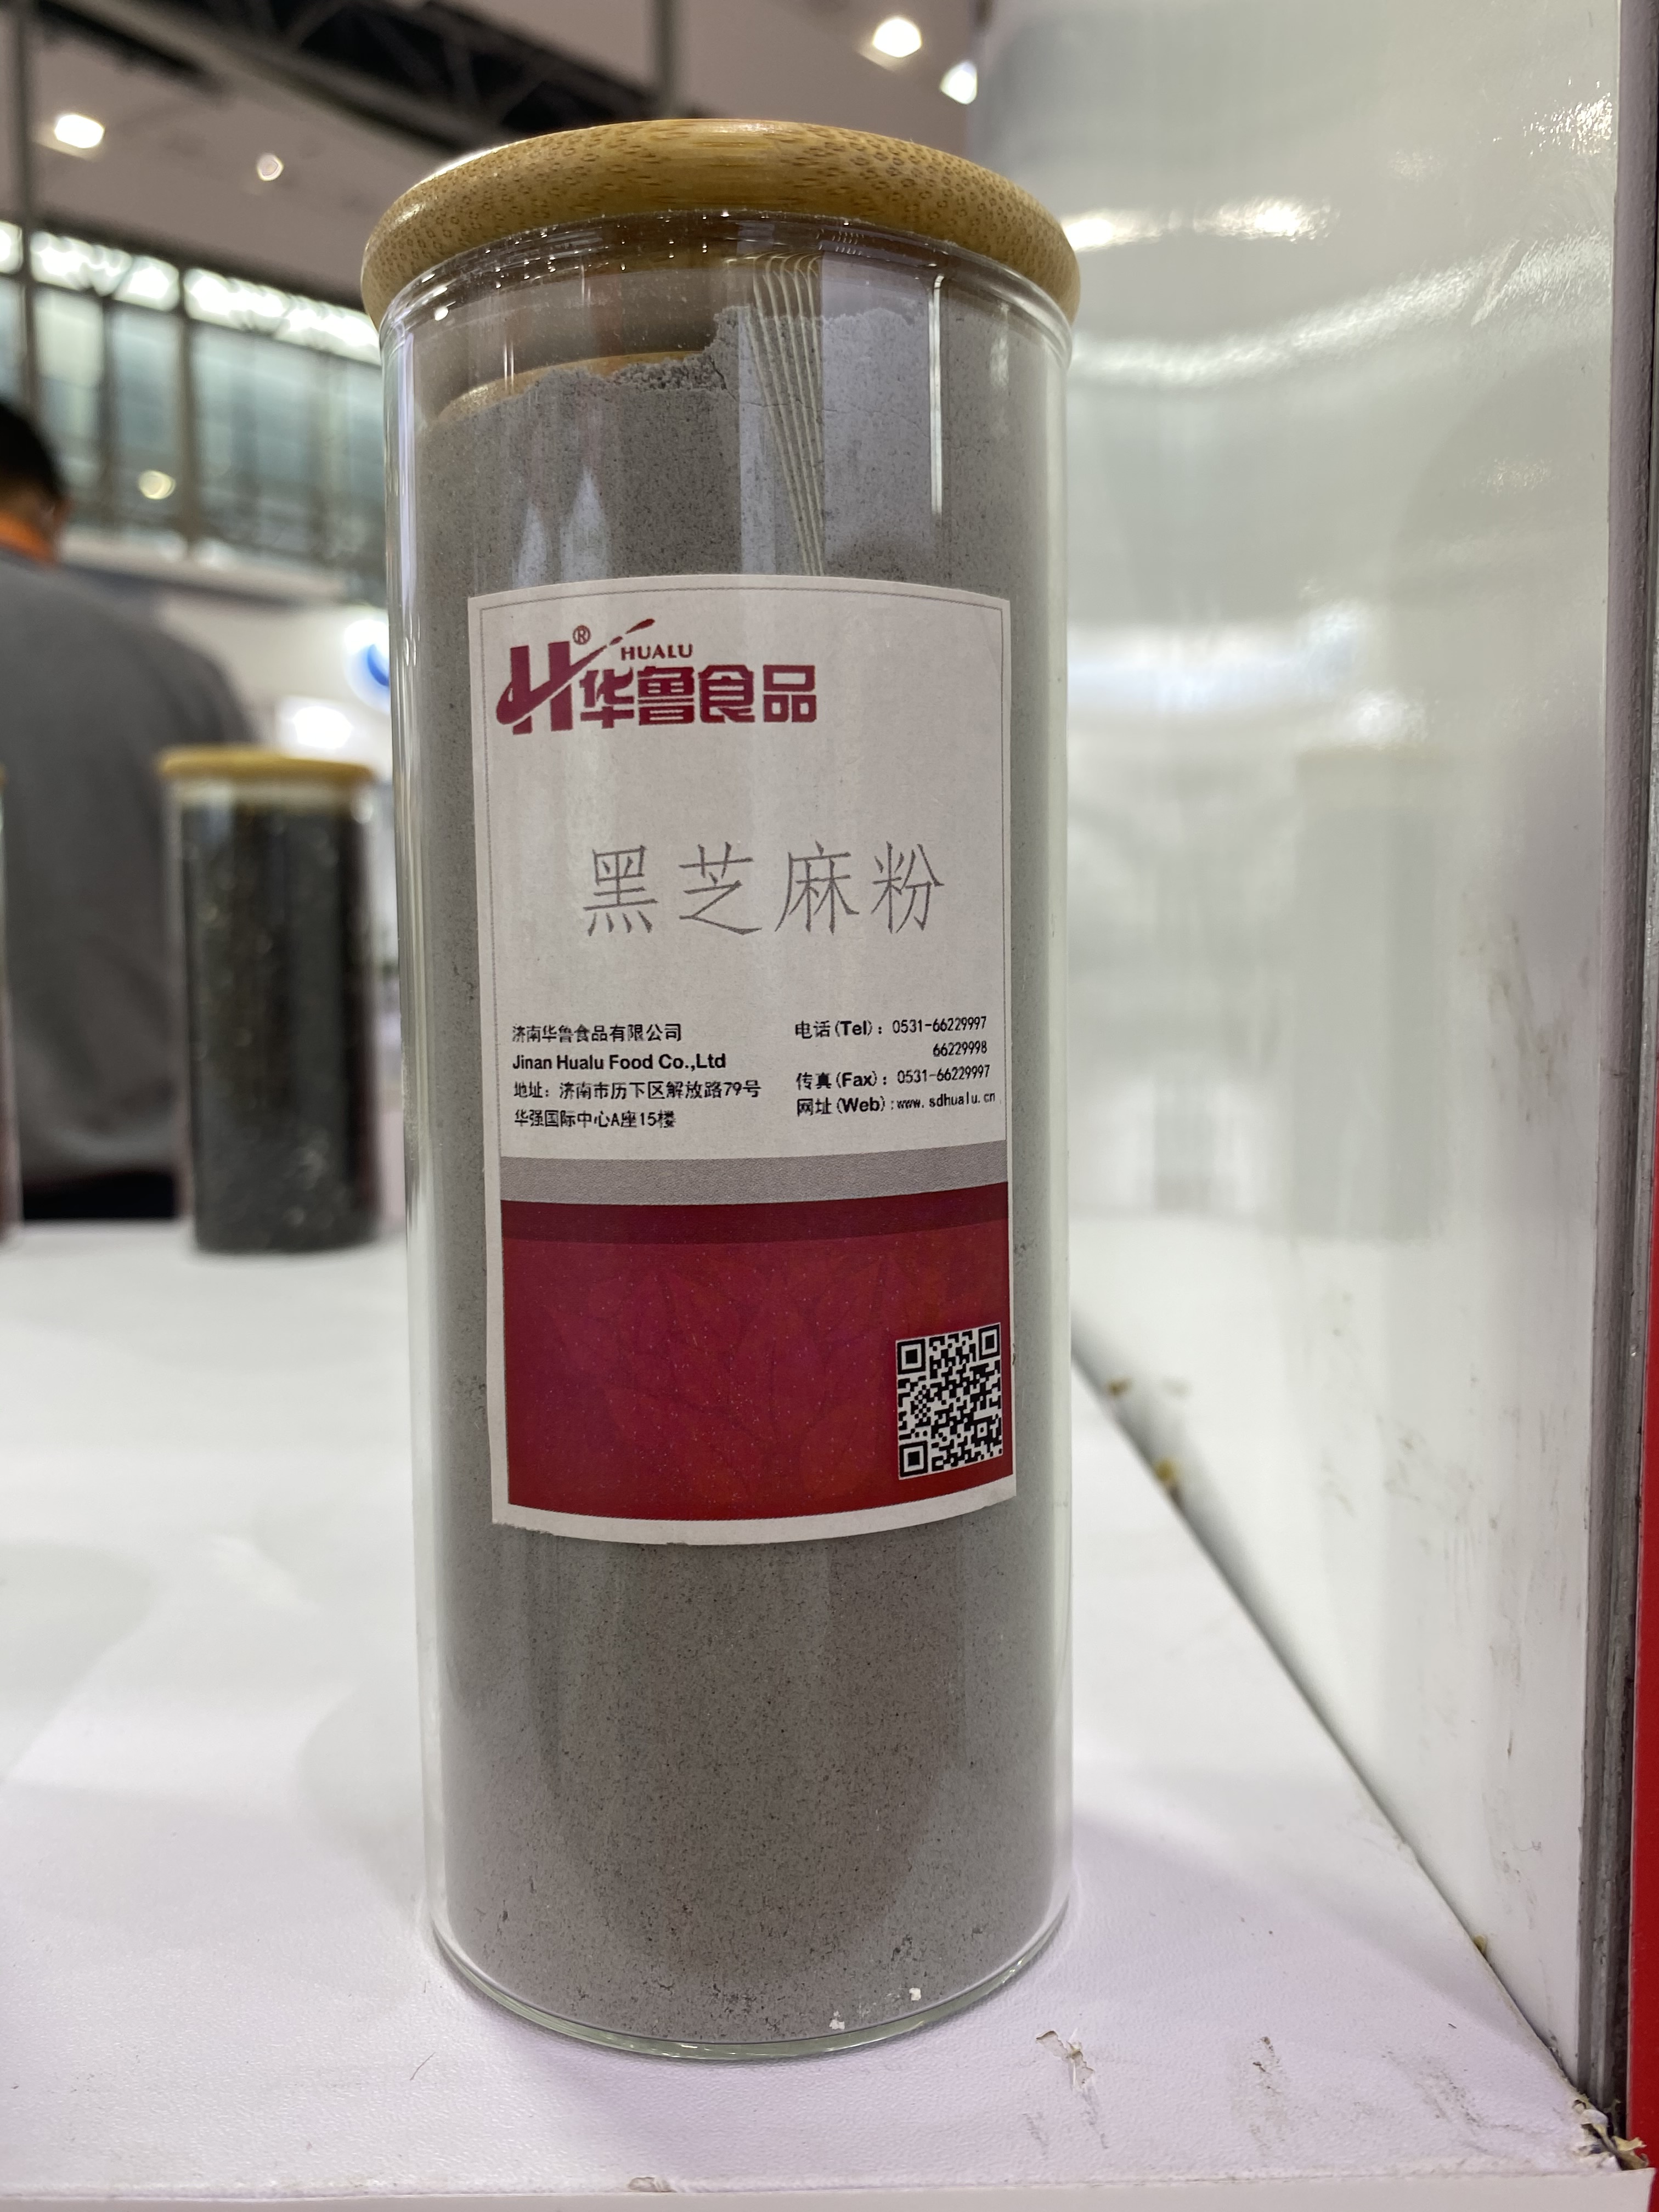 H® HUALU
华鲁食品
黑芝麻粉
济南华鲁食品有限公司
Jinan Hualu Food Co.,Ltd
地址：济南市历下区解放路79号
华强国际中心A座15楼
电话(Tel)：0531-66229997
66229998
传真(Fax)：0531-66229997
网址(Web):www.sdhualu.cn